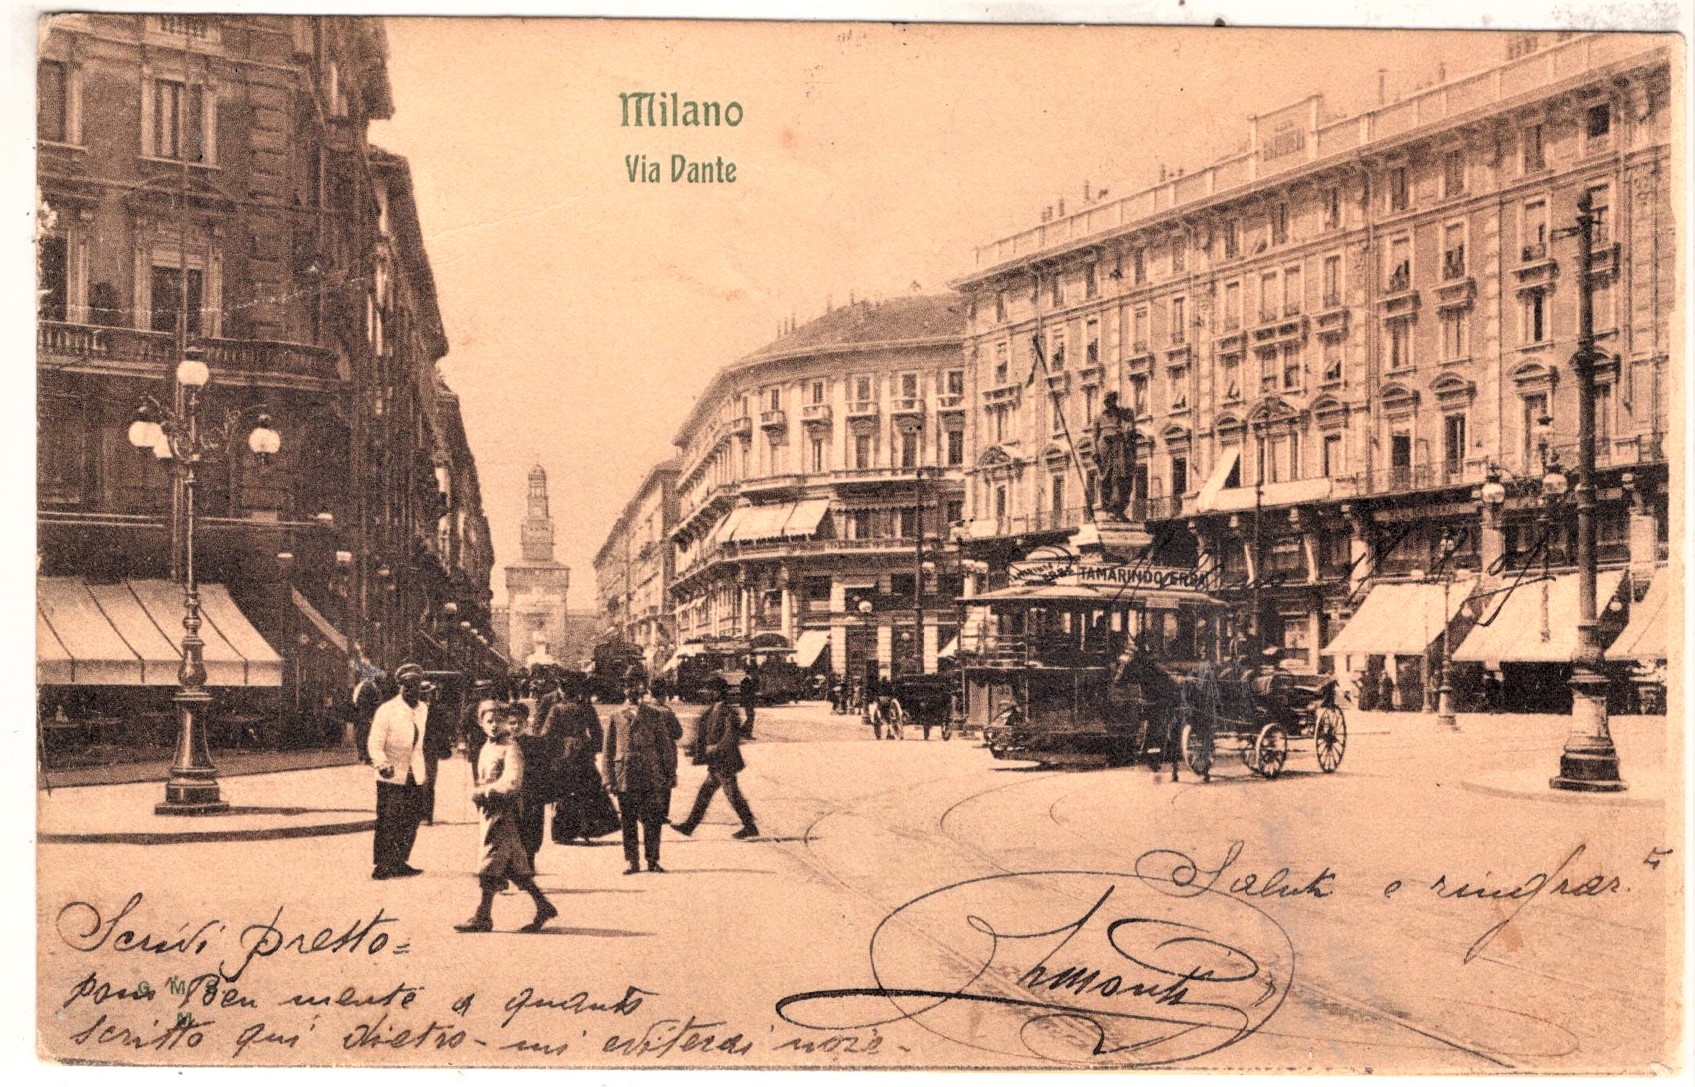 Milano
Via Dante
TAMARINDO ERBA
Saluti e ringraz.ti
Scrivi presto=
poni Ben mente a quanto
scritto qui dietro- mi eviterai noie-
G M
M